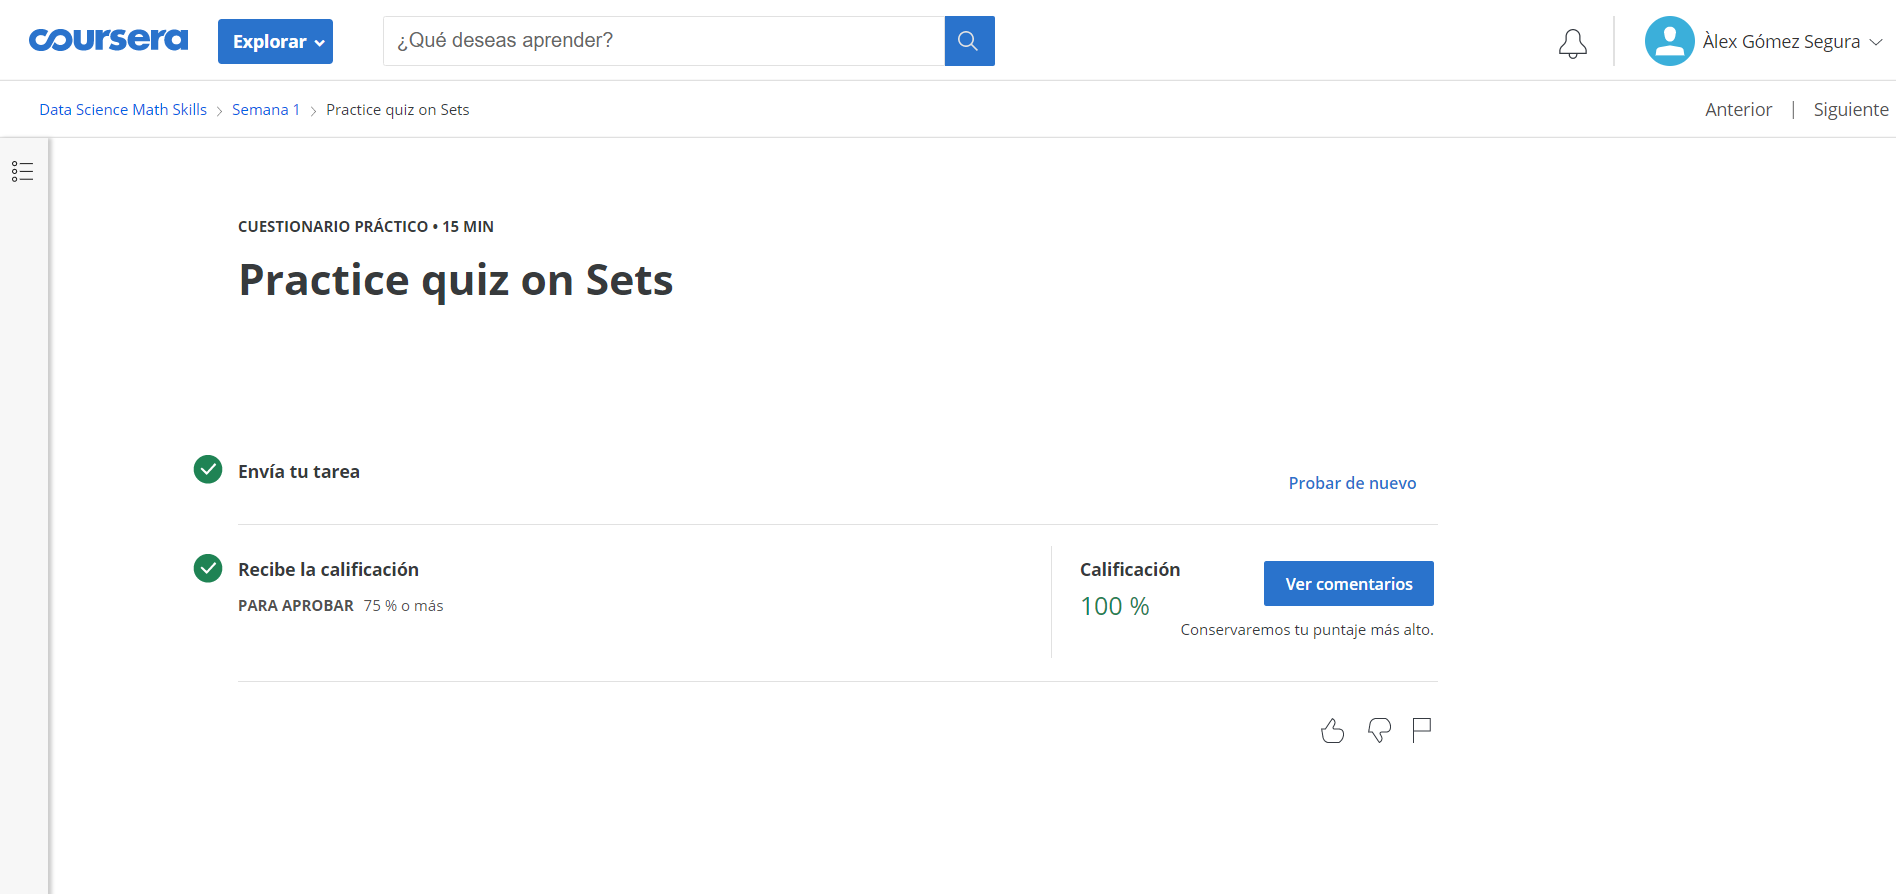 coursera
Explorar
¿Qué deseas aprender?
Àlex Gómez Segura
Data Science Math Skills > Semana 1 > Practice quiz on Sets
Anterior | Siguiente
CUESTIONARIO PRÁCTICO • 15 MIN
Practice quiz on Sets
Envía tu tarea
Probar de nuevo
Recibe la calificación
PARA APROBAR 75 % o más
Calificación
100 %
Ver comentarios
Conservaremos tu puntaje más alto.